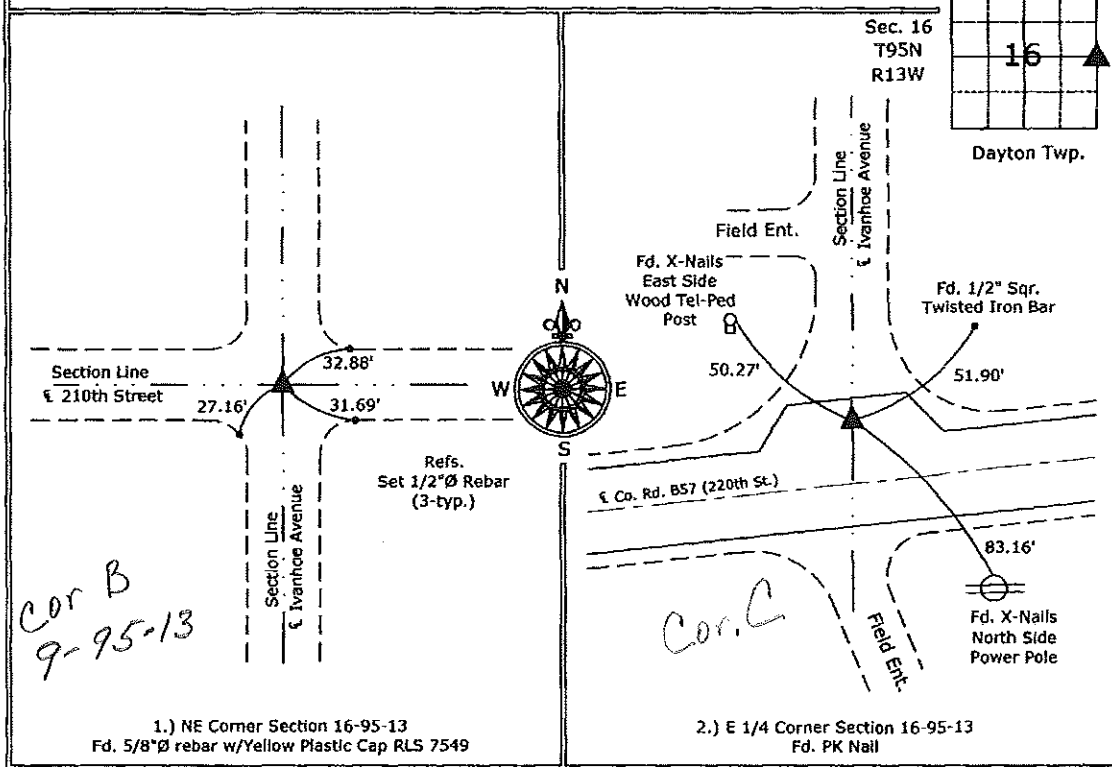 Sec. 16
T95N
R13W
16
Dayton Twp.
Section Line
℄ 210th Street
27.16'
32.88'
31.69'
Refs.
Set 1/2"Ø Rebar
(3-typ.)
Section Line
℄ Ivanhoe Avenue
Cor B
9-95-13
1.) NE Corner Section 16-95-13
Fd. 5/8"Ø rebar w/Yellow Plastic Cap RLS 7549
N
W
E
S
Section Line
℄ Ivanhoe Avenue
Field Ent.
Fd. X-Nails
East Side
Wood Tel-Ped
Post
50.27'
Fd. 1/2" Sqr.
Twisted Iron Bar
51.90'
℄ Co. Rd. B57 (220th St.)
83.16'
Fd. X-Nails
North Side
Power Pole
Field Ent.
Cor. C
2.) E 1/4 Corner Section 16-95-13
Fd. PK Nail